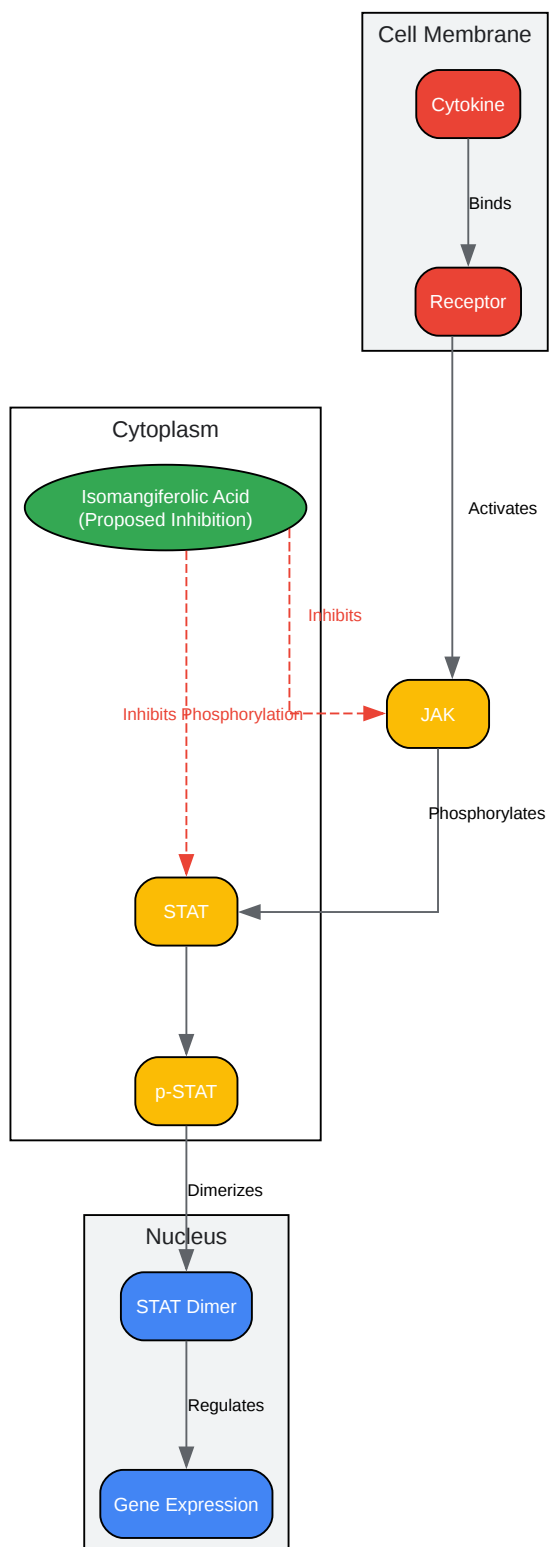 Cell Membrane
Cytokine
Binds
Receptor
Cytoplasm
Isomangiferolic Acid
(Proposed Inhibition)
Activates
Inhibits
Inhibits Phosphorylation
JAK
Phosphorylates
STAT
p-STAT
Dimerizes
Nucleus
STAT Dimer
Regulates
Gene Expression